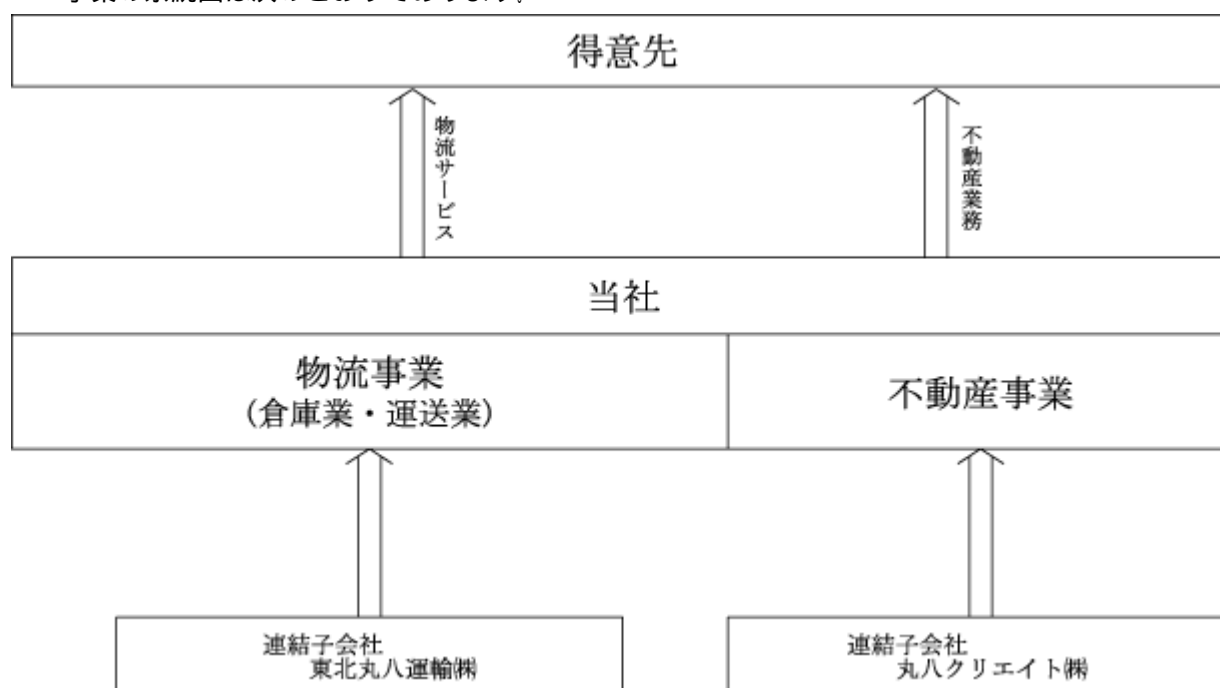 事業の系統図は次のとおりであります。
得意先
物流サービス
不動産業務
当社
物流事業
(倉庫業・運送業)
不動産事業
連結子会社
東北丸八運輸㈱
連結子会社
丸八クリエイト㈱